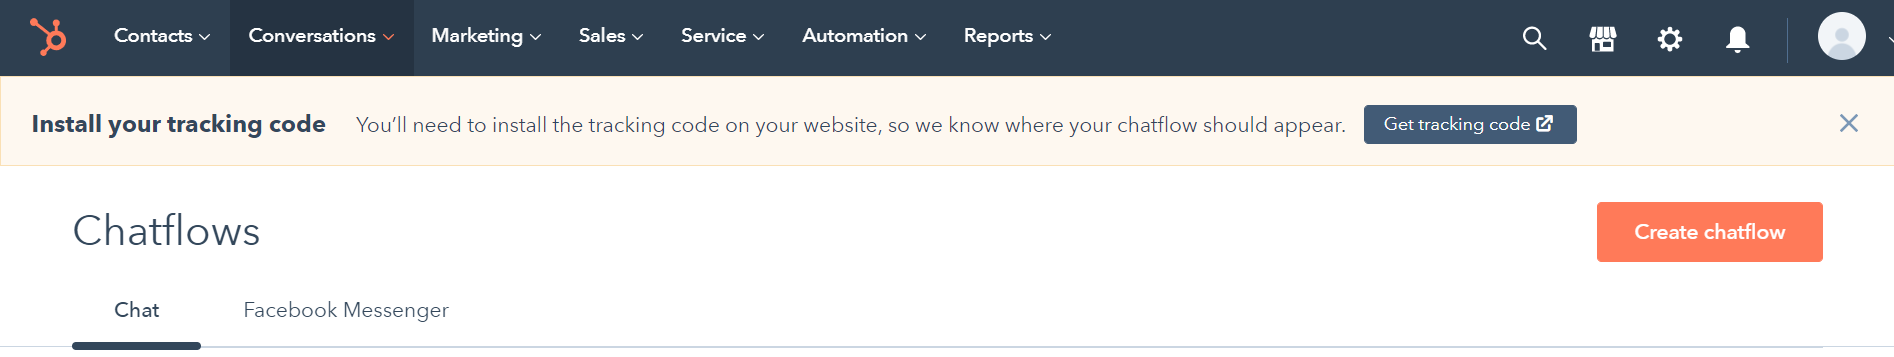 Contacts Conversations Marketing Sales Service Automation Reports
Install your tracking code You'll need to install the tracking code on your website, so we know where your chatflow should appear. Get tracking code
Chatflows Create chatflow
Chat Facebook Messenger